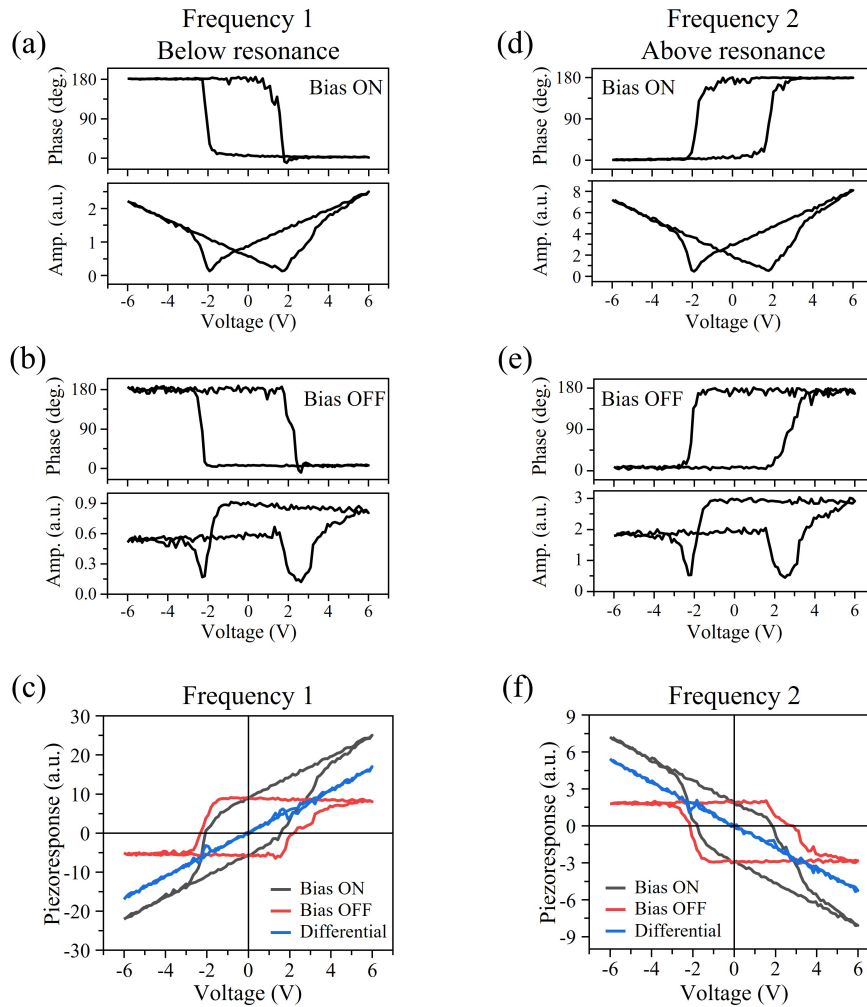 Frequency 1
Below resonance
(a)
Phase (deg.)
180
90
0
Bias ON
Amp. (a.u.)
2
1
0
-6 -4 -2 0 2 4 6
Voltage (V)
(b)
Phase (deg.)
180
90
0
Bias OFF
Amp. (a.u.)
0.9
0.6
0.3
0.0
-6 -4 -2 0 2 4 6
Voltage (V)
(c)
Frequency 1
Piezoresponse (a.u.)
30
20
10
0
-10
-20
-30
Bias ON
Bias OFF
Differential
-6 -4 -2 0 2 4 6
Voltage (V)
Frequency 2
Above resonance
(d)
Phase (deg.)
180
90
0
Bias ON
Amp. (a.u.)
8
6
4
2
0
-6 -4 -2 0 2 4 6
Voltage (V)
(e)
Phase (deg.)
180
90
0
Bias OFF
Amp. (a.u.)
3
2
1
0
-6 -4 -2 0 2 4 6
Voltage (V)
(f)
Frequency 2
Piezoresponse (a.u.)
9
6
3
0
-3
-6
-9
Bias ON
Bias OFF
Differential
-6 -4 -2 0 2 4 6
Voltage (V)